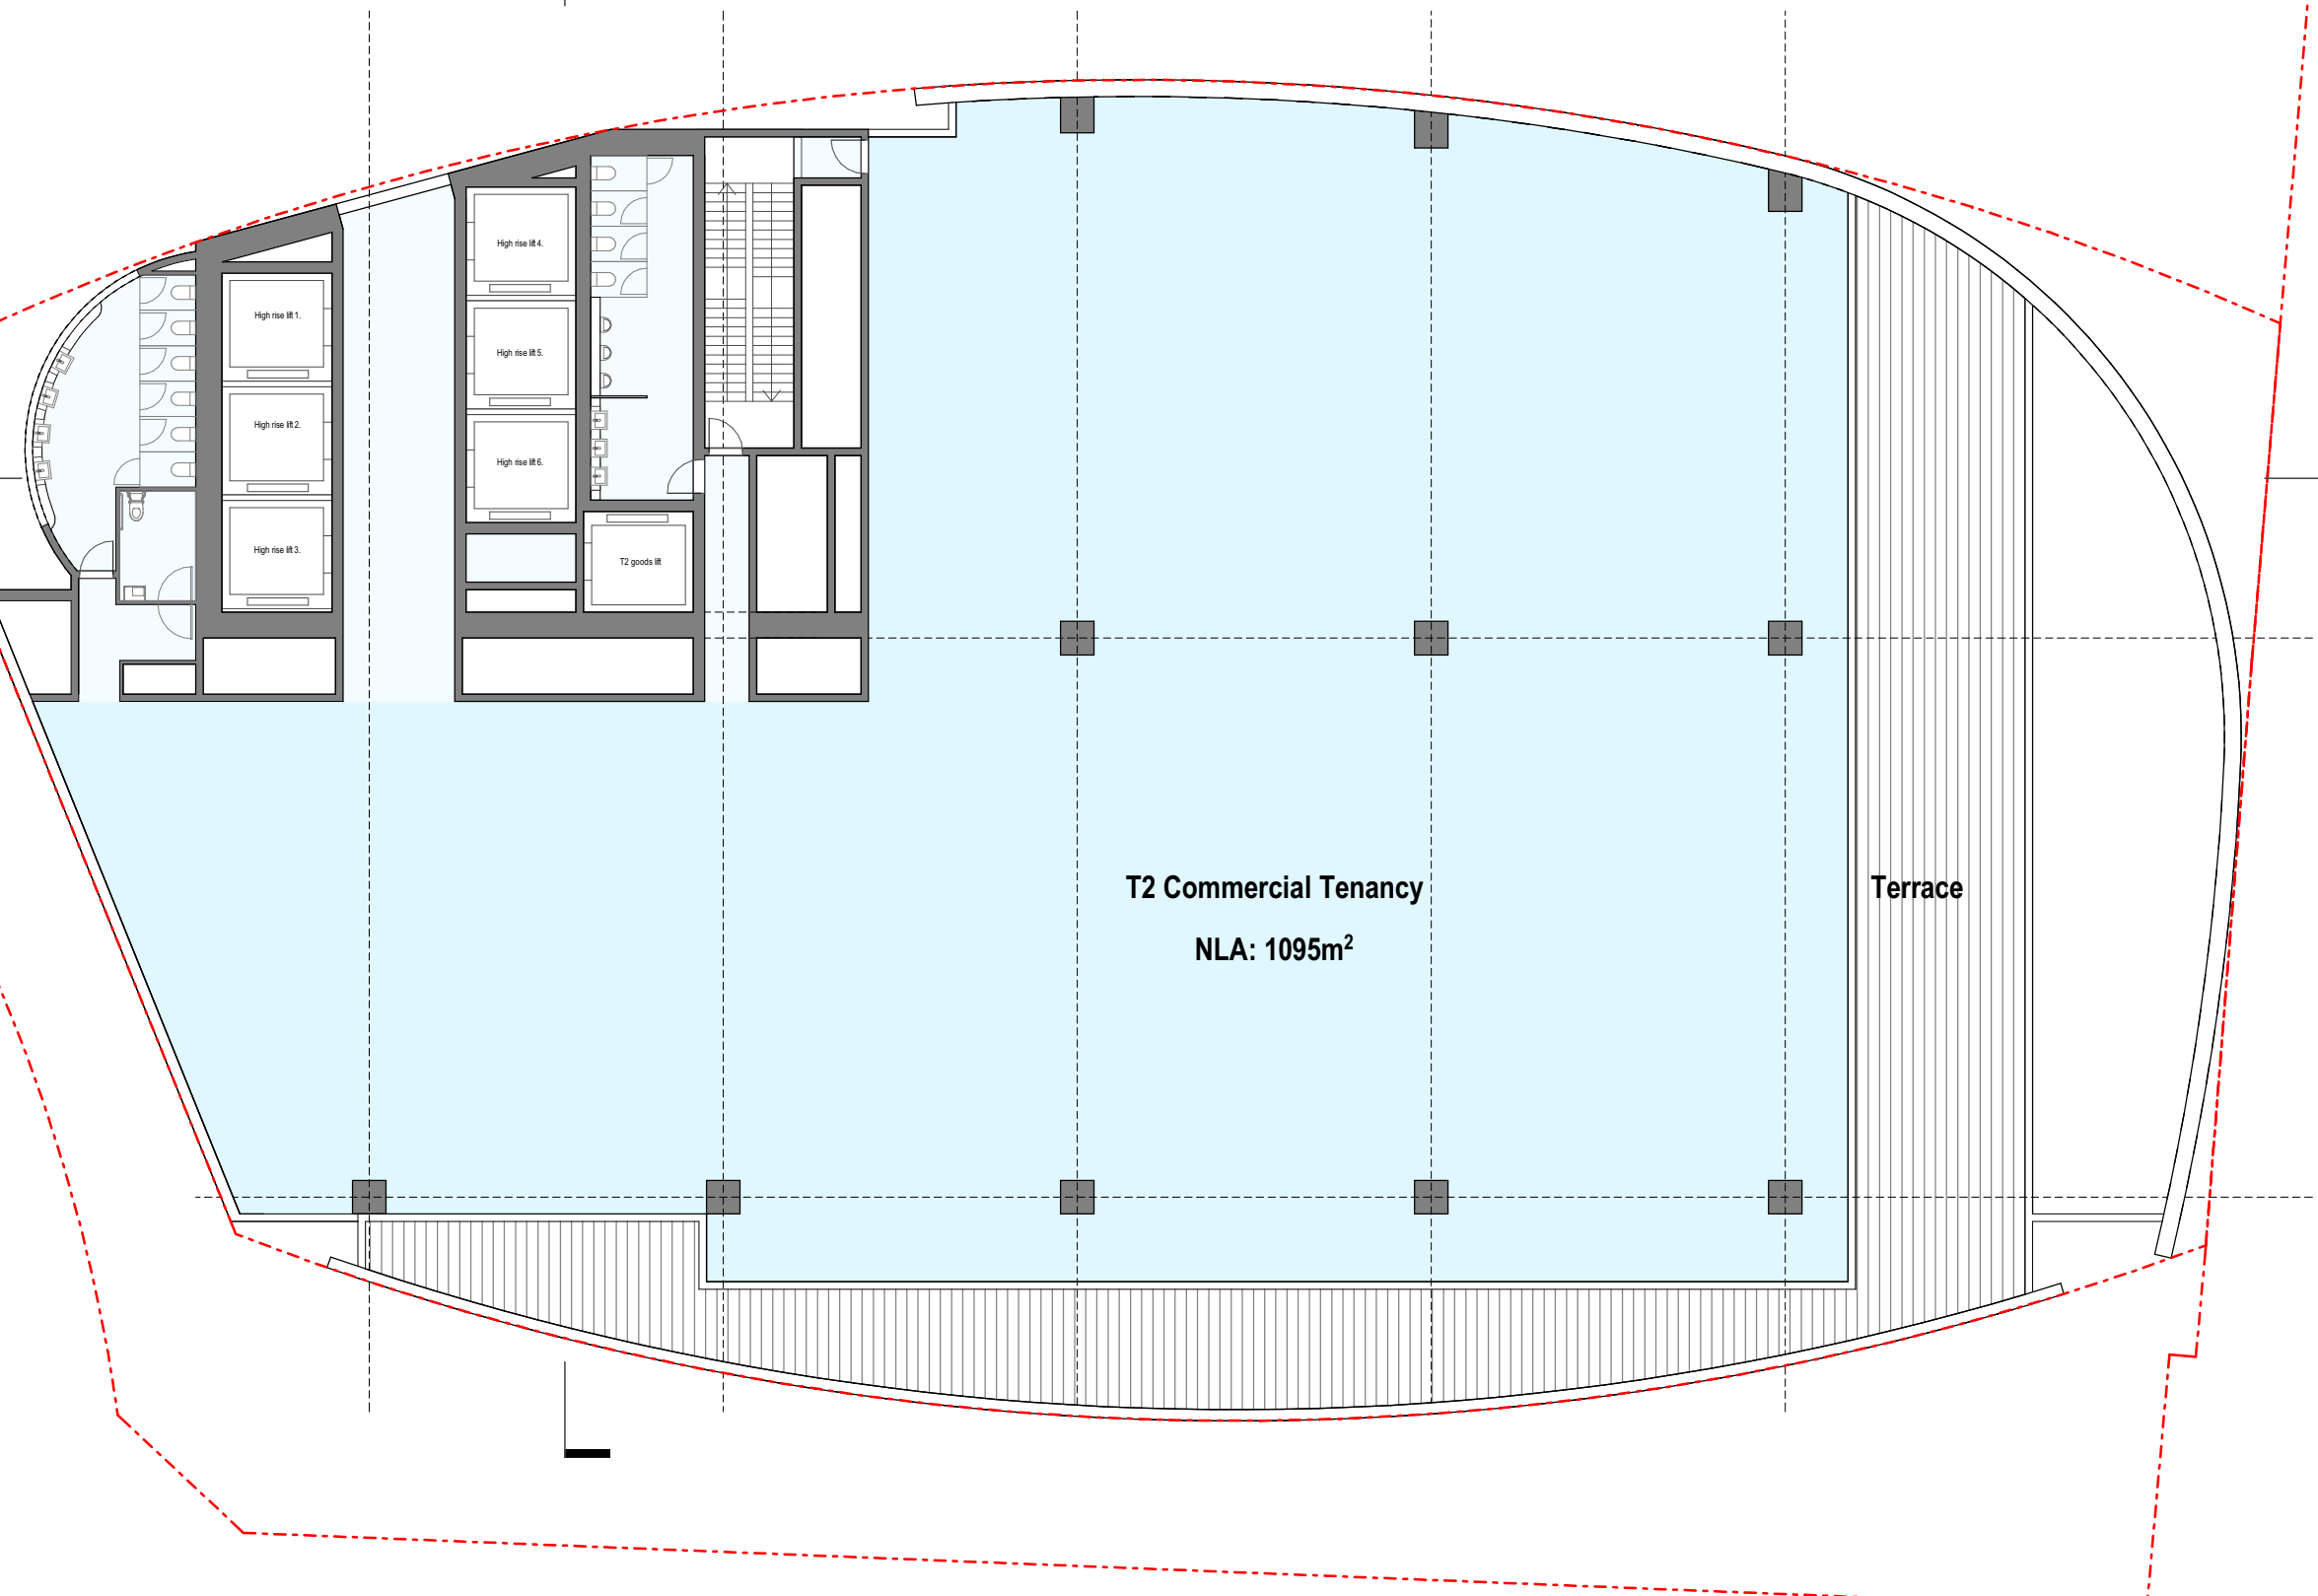 High rise lift 4.
High rise lift 1.
High rise lift 5.
High rise lift 2.
High rise lift 6.
High rise lift 3.
T2 goods lift
T2 Commercial Tenancy
Terrace
NLA: 1095m²